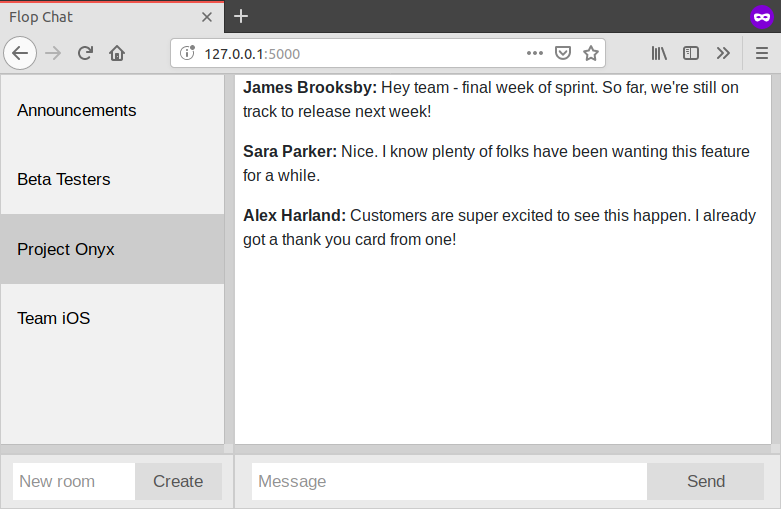 Flop Chat
127.0.0.1:5000
Announcements
Beta Testers
Project Onyx
Team iOS
New room
Create
James Brooksby: Hey team - final week of sprint. So far, we're still on
track to release next week!
Sara Parker: Nice. I know plenty of folks have been wanting this feature
for a while.
Alex Harland: Customers are super excited to see this happen. I already
got a thank you card from one!
Message
Send